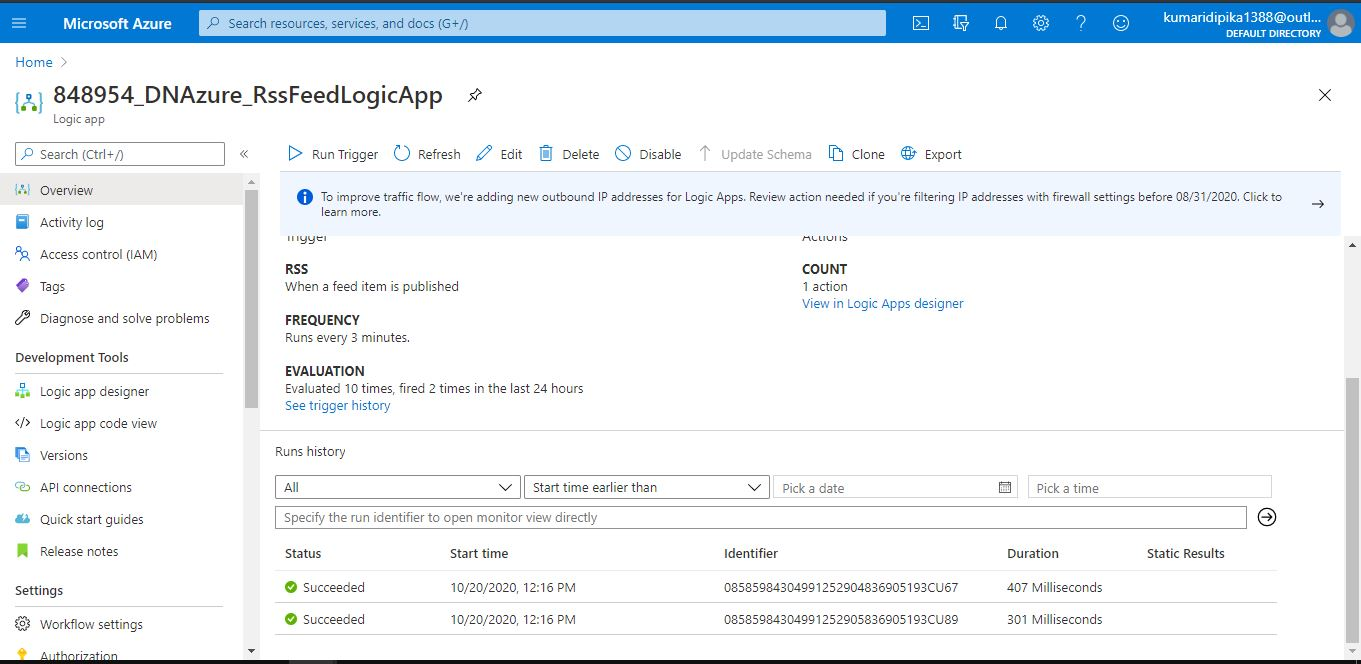 Microsoft Azure
Search resources, services, and docs (G+/)
kumaridipika1388@outl...
DEFAULT DIRECTORY
Home
848954_DNAzure_RssFeedLogicApp
Logic app
Search (Ctrl+/)
Overview
Activity log
Access control (IAM)
Tags
Diagnose and solve problems
Development Tools
Logic app designer
Logic app code view
Versions
API connections
Quick start guides
Release notes
Settings
Workflow settings
Authorization
Run Trigger Refresh Edit Delete Disable Update Schema Clone Export
To improve traffic flow, we're adding new outbound IP addresses for Logic Apps. Review action needed if you're filtering IP addresses with firewall settings before 08/31/2020. Click to
learn more.
Trigger
RSS
When a feed item is published
FREQUENCY
Runs every 3 minutes.
EVALUATION
Evaluated 10 times, fired 2 times in the last 24 hours
See trigger history
Actions
COUNT
1 action
View in Logic Apps designer
Runs history
All Start time earlier than Pick a date Pick a time
Specify the run identifier to open monitor view directly
Status Start time Identifier Duration Static Results
Succeeded 10/20/2020, 12:16 PM 08585984304991252904836905193CU67 407 Milliseconds
Succeeded 10/20/2020, 12:16 PM 08585984304991252905836905193CU89 301 Milliseconds